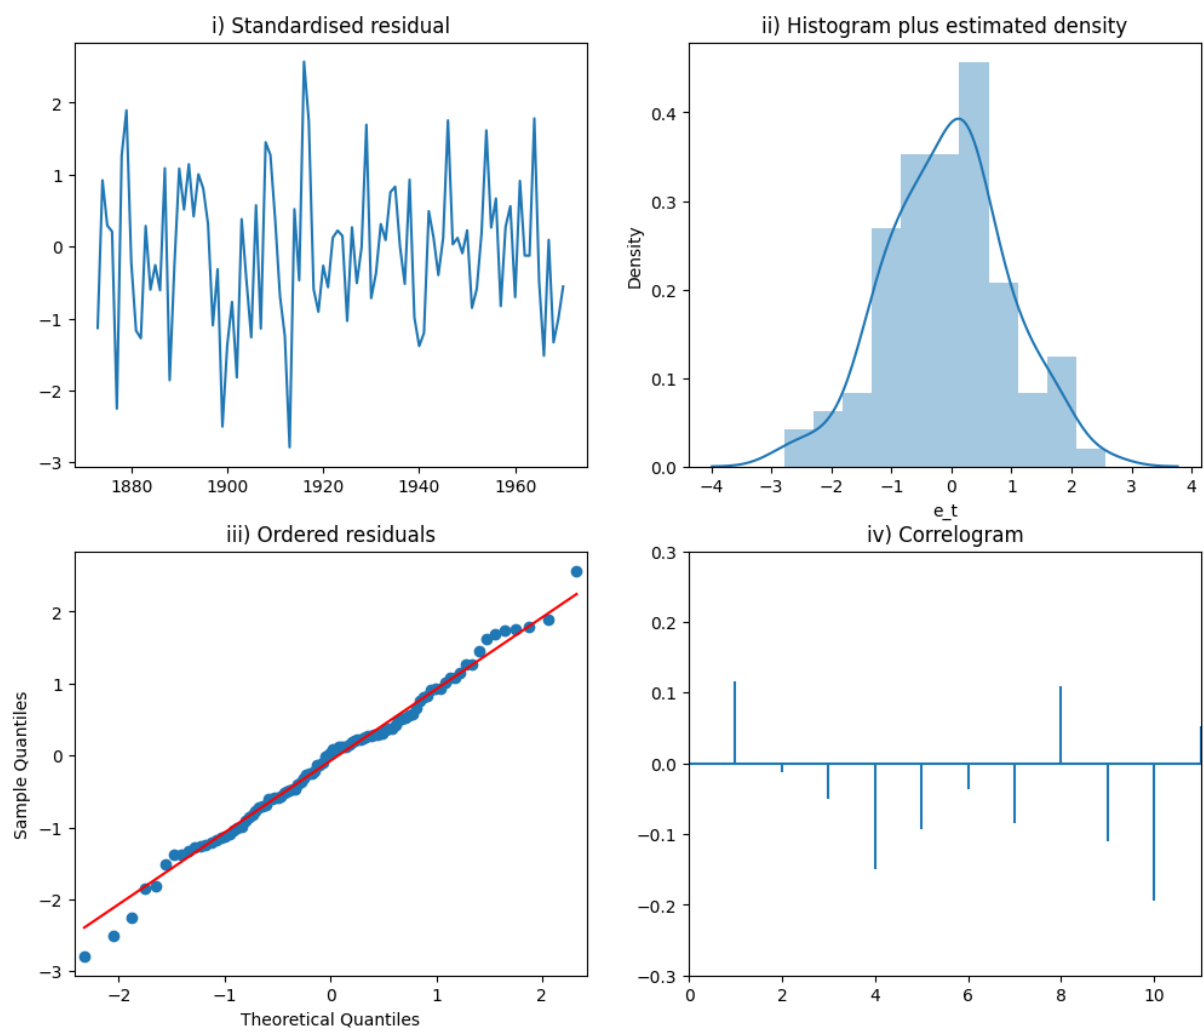 i) Standardised residual
2
1
0
−1
−2
−3
1880 1900 1920 1940 1960
ii) Histogram plus estimated density
Density
0.4
0.3
0.2
0.1
0.0
−4 −3 −2 −1 0 1 2 3 4
e_t
iii) Ordered residuals
Sample Quantiles
2
1
0
−1
−2
−3
−2 −1 0 1 2
Theoretical Quantiles
iv) Correlogram
0.3
0.2
0.1
0.0
−0.1
−0.2
−0.3
0 2 4 6 8 10